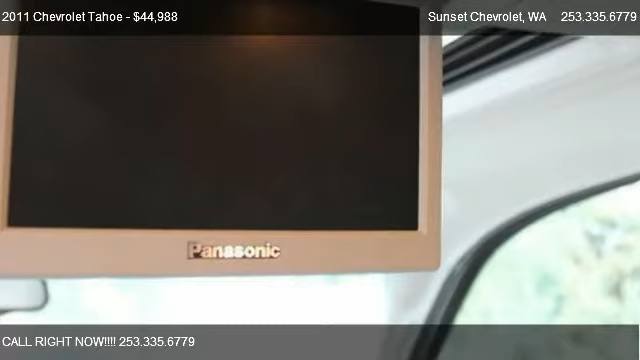 2011 Chevrolet Tahoe - $44,988
Sunset Chevrolet, WA 253.335.6779
Panasonic
CALL RIGHT NOW!!!! 253.335.6779